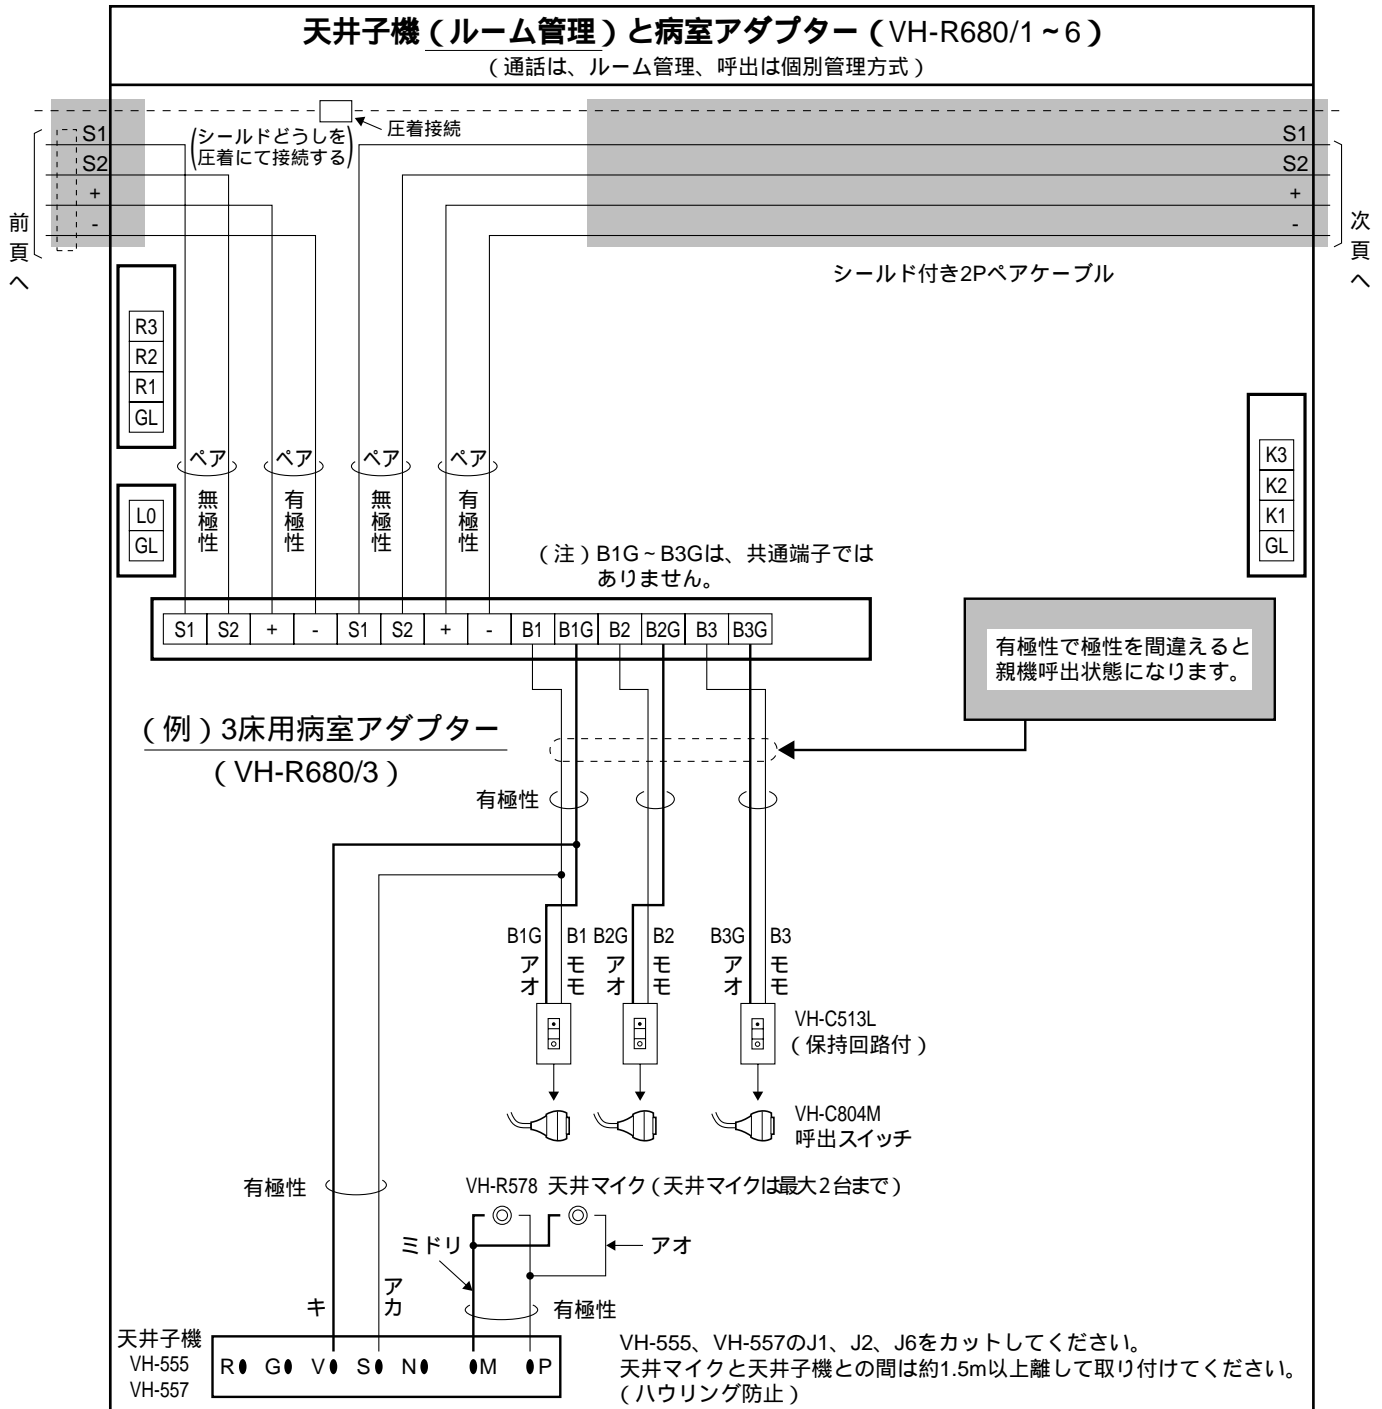 天井子機(ルーム管理)と病室アダプター(VH-R680/1~6)
(通話は、ルーム管理、呼出は個別管理方式)
圧着接続
(シールドどうしを
圧着にて接続する)
S1
S2
+
-
前頁へ
S1
S2
+
-
次頁へ
シールド付き2Pペアケーブル
R3
R2
R1
GL
L0
GL
K3
K2
K1
GL
ペア
ペア
ペア
ペア
無極性
有極性
無極性
有極性
(注)B1G~B3Gは、共通端子では
ありません。
S1 S2 + - S1 S2 + - B1 B1G B2 B2G B3 B3G
有極性で極性を間違えると
親機呼出状態になります。
(例)3床用病室アダプター
(VH-R680/3)
有極性
B1G B1 B2G B2 B3G B3
アオ モモ アオ モモ アオ モモ
VH-C513L
(保持回路付)
VH-C804M
呼出スイッチ
有極性
VH-R578 天井マイク(天井マイクは最大2台まで)
ミドリ
アオ
キ
アカ
有極性
天井子機
VH-555
VH-557
R G V S N M P
VH-555、VH-557のJ1、J2、J6をカットしてください。
天井マイクと天井子機との間は約1.5m以上離して取り付けてください。
(ハウリング防止)